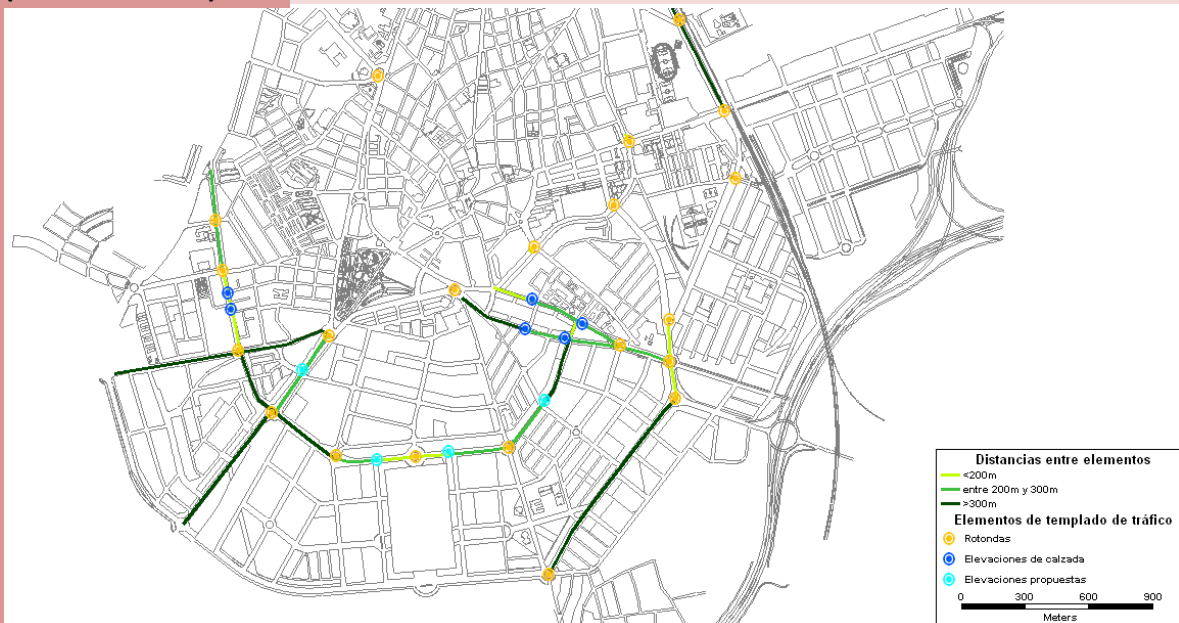 Distancias entre elementos
<200m
entre 200m y 300m
>300m
Elementos de templado de tráfico
Rotondas
Elevaciones de calzada
Elevaciones propuestas
0 300 600 900
Meters